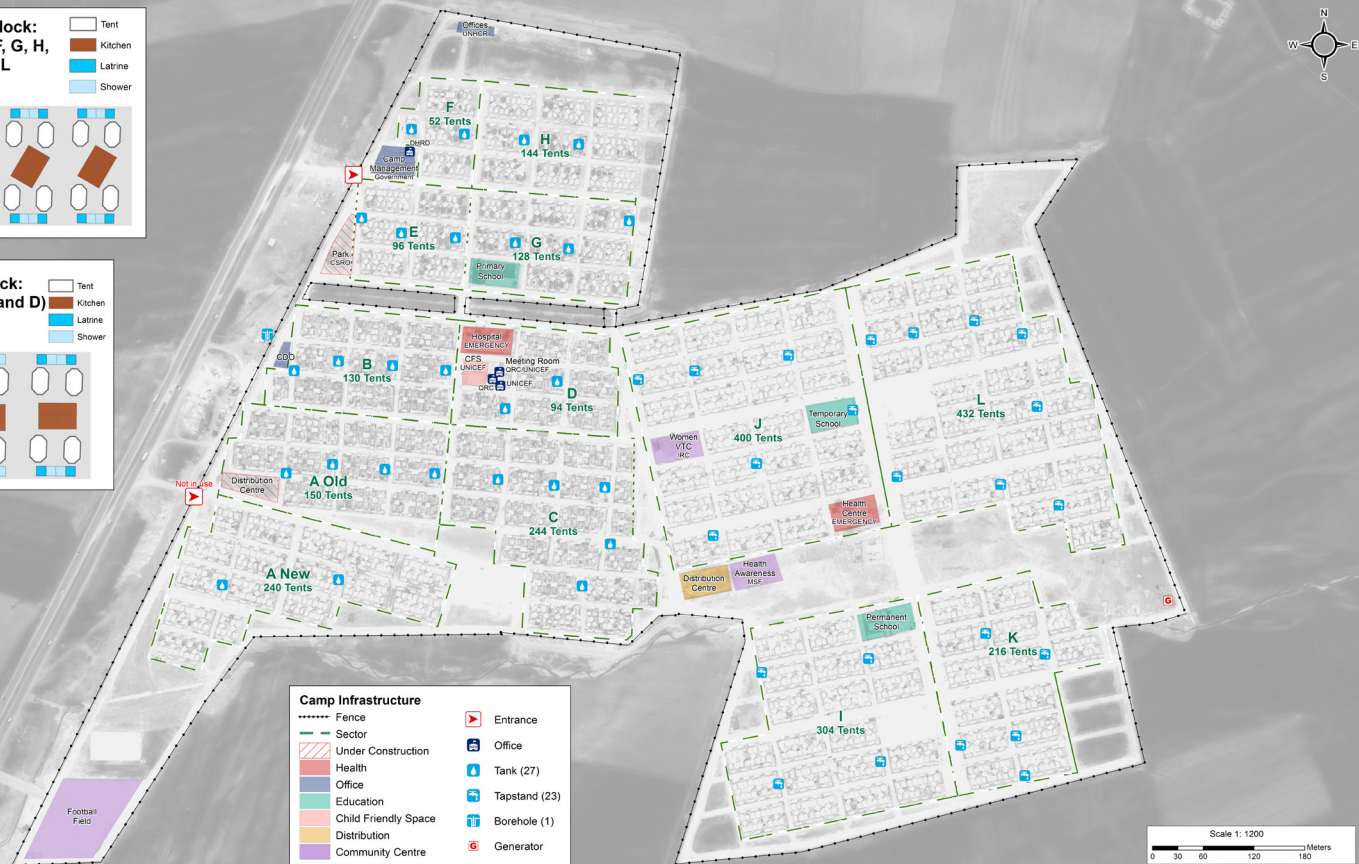 lock:
F, G, H,
L
Tent
Kitchen
Latrine
Shower
ck:
and D)
Tent
Kitchen
Latrine
Shower
N
W
E
S
Offices
UNHCR
F
52 Tents
H
144 Tents
DHRD
Camp
Management
Government
E
96 Tents
G
128 Tents
Park
CSRO
Primary
School
CDO
B
130 Tents
Hospital
EMERGENCY
CFS
UNICEF
Meeting Room
QRC/UNICEF
QRC
UNICEF
D
94 Tents
J
400 Tents
Temporary
School
L
432 Tents
Women
VTC
IRC
Not in use
Distribution
Centre
A Old
150 Tents
C
244 Tents
Health
Centre
EMERGENCY
A New
240 Tents
Distribution
Centre
Health
Awareness
MSF
G
Permanent
School
K
216 Tents
I
304 Tents
Football
Field
Camp Infrastructure
Fence
Sector
Under Construction
Health
Office
Education
Child Friendly Space
Distribution
Community Centre
Entrance
Office
Tank (27)
Tapstand (23)
Borehole (1)
G
Generator
Scale 1: 1200
Meters
0 30 60 120 180